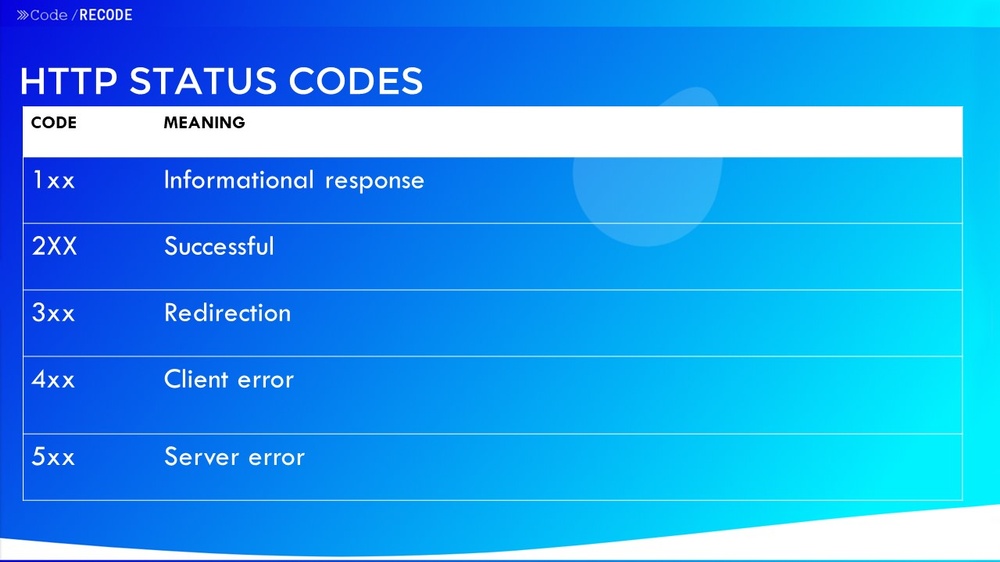 Code /RECODE
HTTP STATUS CODES
CODE MEANING
1xx Informational response
2XX Successful
3xx Redirection
4xx Client error
5xx Server error